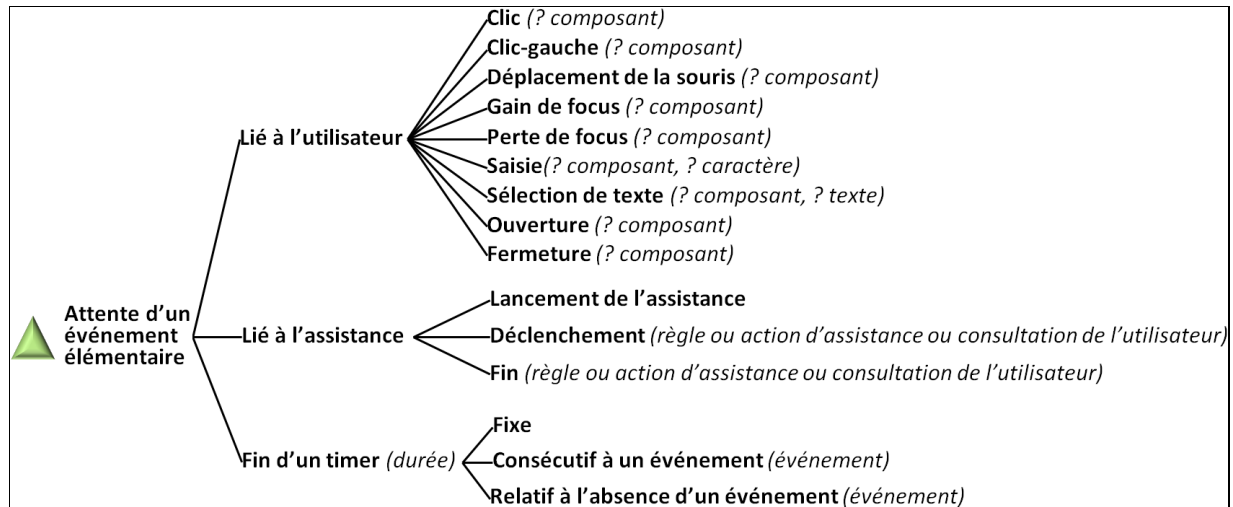 Clic (? composant)
Clic-gauche (? composant)
Déplacement de la souris (? composant)
Gain de focus (? composant)
Lié à l'utilisateur
Perte de focus (? composant)
Saisie(? composant, ? caractère)
Sélection de texte (? composant, ? texte)
Ouverture (? composant)
Fermeture (? composant)
Attente d'un
événement
élémentaire
Lié à l'assistance
Lancement de l'assistance
Déclenchement (règle ou action d'assistance ou consultation de l'utilisateur)
Fin (règle ou action d'assistance ou consultation de l'utilisateur)
Fin d'un timer (durée)
Fixe
Consécutif à un événement (événement)
Relatif à l'absence d'un événement (événement)